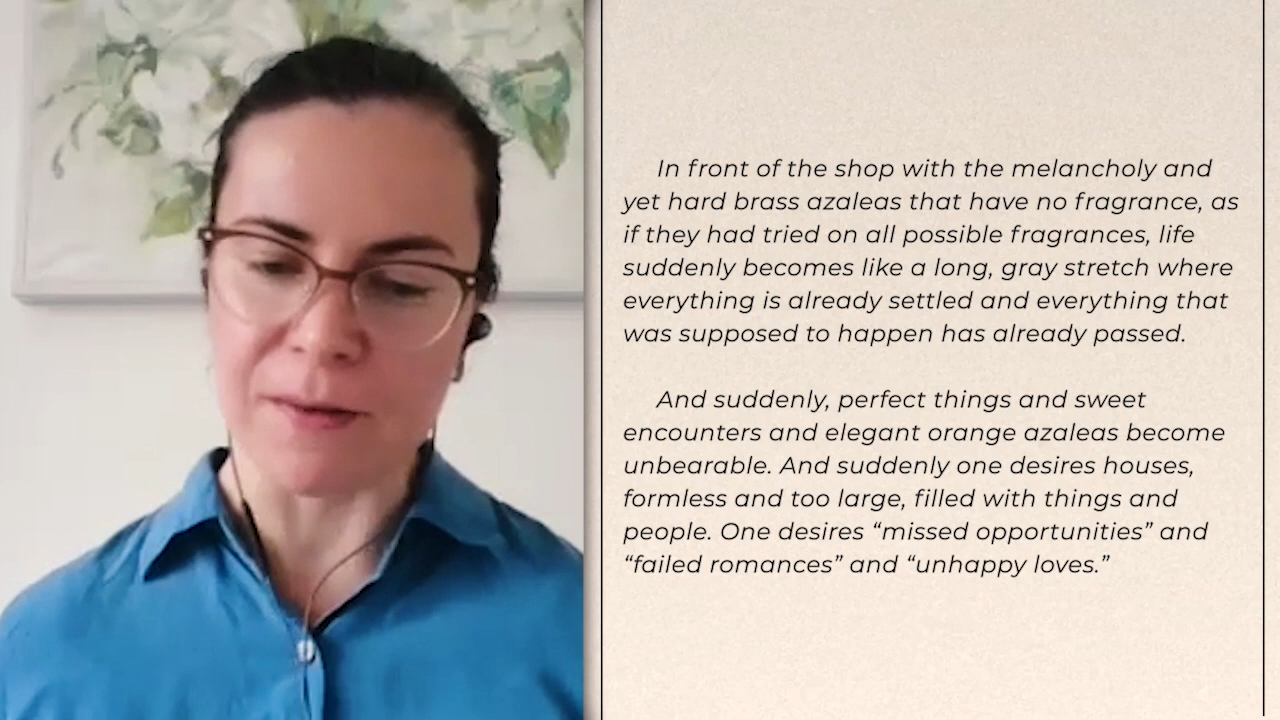 In front of the shop with the melancholy and
yet hard brass azaleas that have no fragrance, as
if they had tried on all possible fragrances, life
suddenly becomes like a long, gray stretch where
everything is already settled and everything that
was supposed to happen has already passed.
And suddenly, perfect things and sweet
encounters and elegant orange azaleas become
unbearable. And suddenly one desires houses,
formless and too large, filled with things and
people. One desires “missed opportunities” and
“failed romances” and “unhappy loves.”